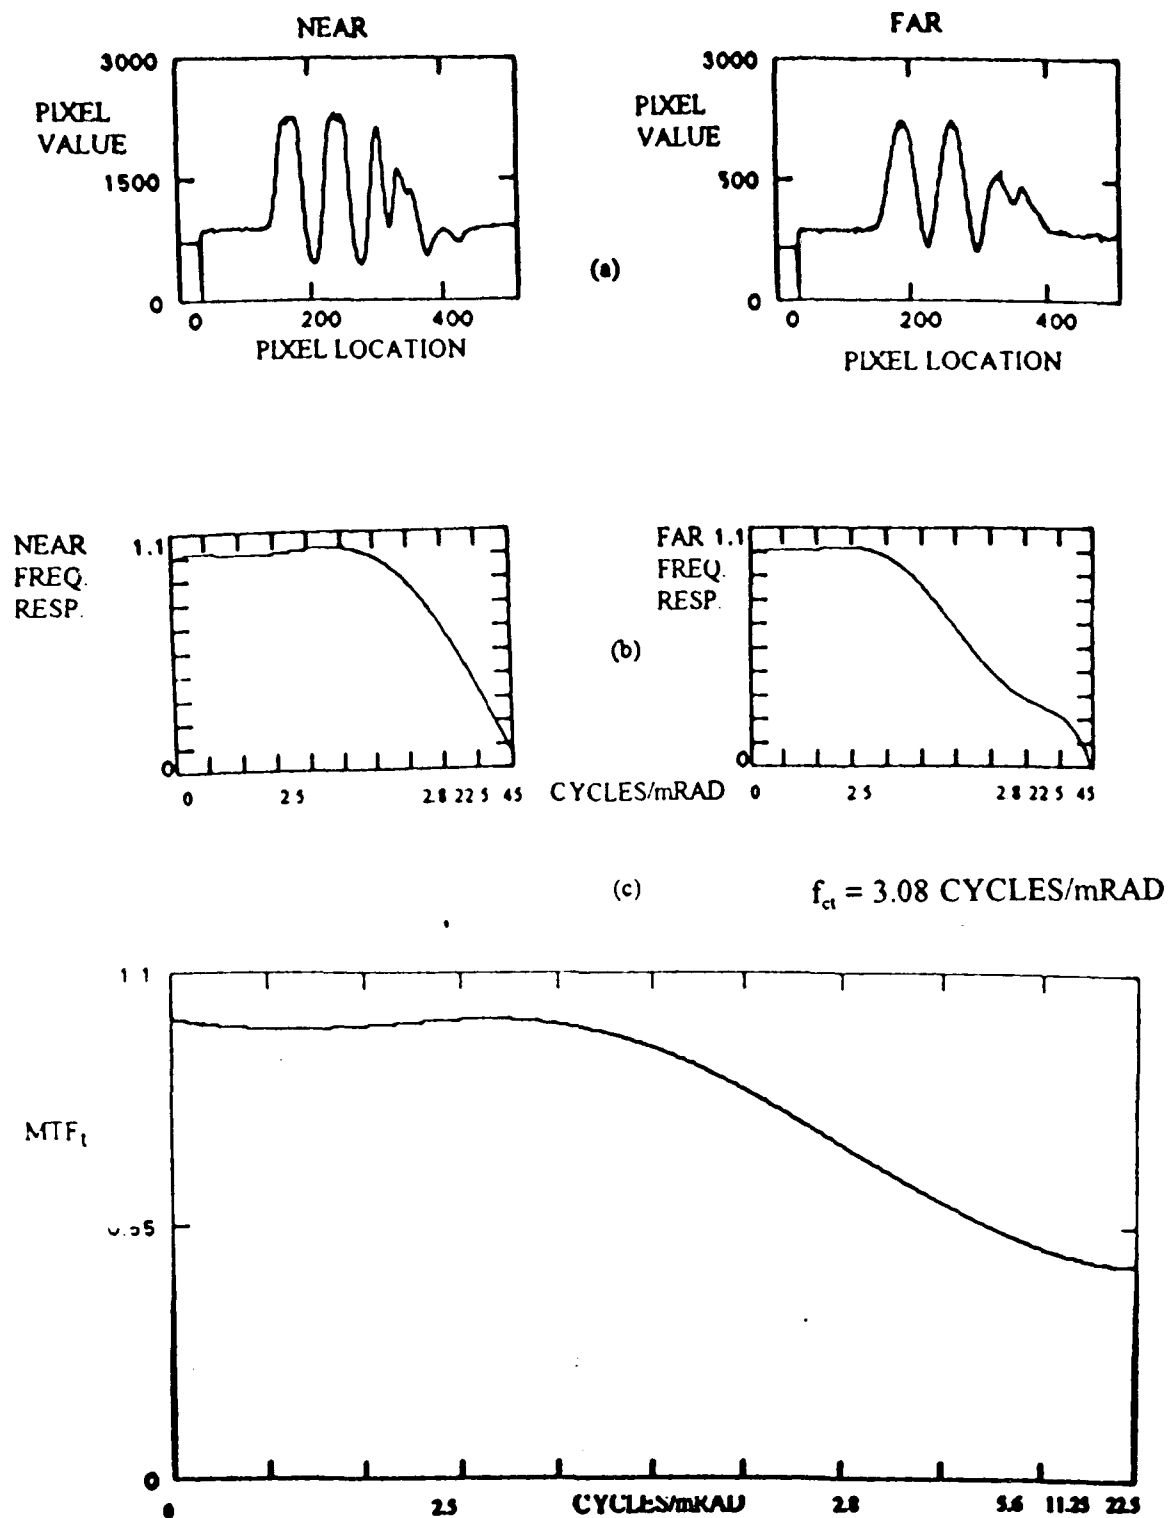 NEAR
3000
PIXEL
VALUE
1500
0
0 200 400
PIXEL LOCATION
FAR
3000
PIXEL
VALUE
500
0
0 200 400
PIXEL LOCATION
(a)
NEAR 1.1
FREQ.
RESP.
0
0 2 5 2.8 22 5 45
CYCLES/mRAD
FAR 1.1
FREQ.
RESP.
0
0 2 5 2 8 22 5 45
(b)
(c)
f_ct = 3.08 CYCLES/mRAD
1 1
MTF_t
0
0 2.5 CYCLES/mRAD 2.8 5.6 11.25 22.5